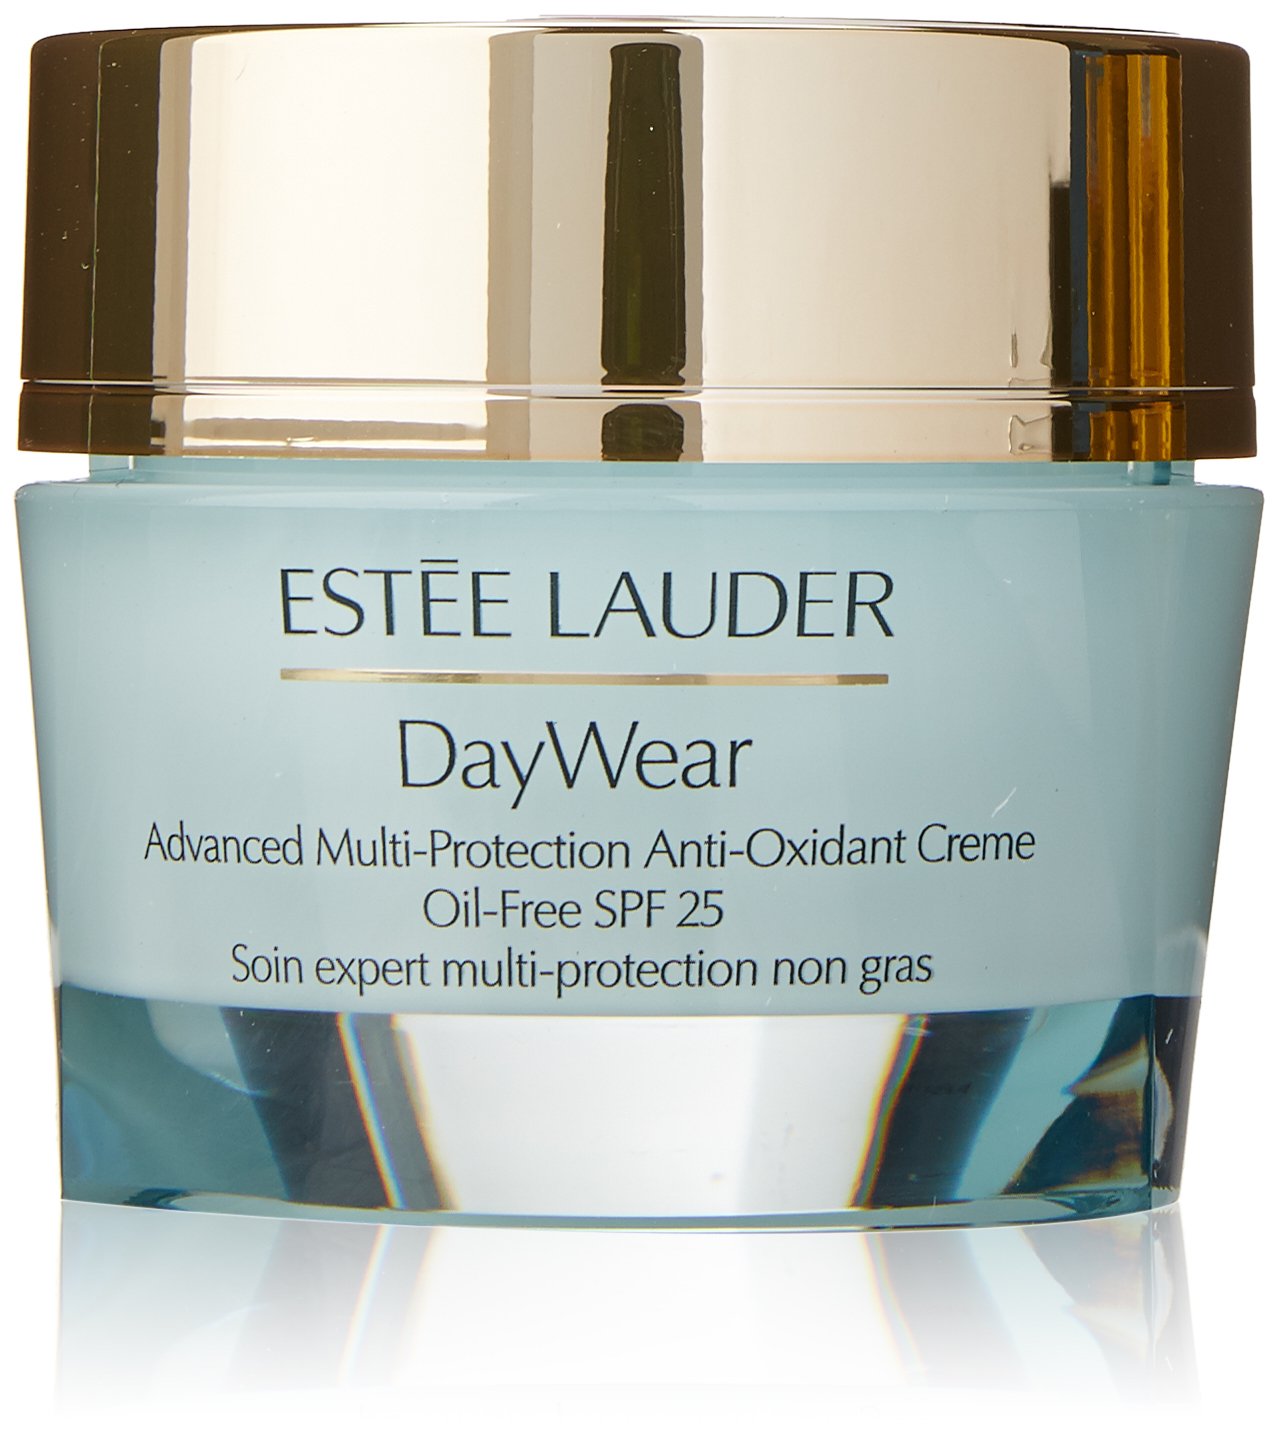 ESTĒE LAUDER
DayWear
Advanced Multi-Protection Anti-Oxidant Creme
Oil-Free SPF 25
Soin expert multi-protection non gras